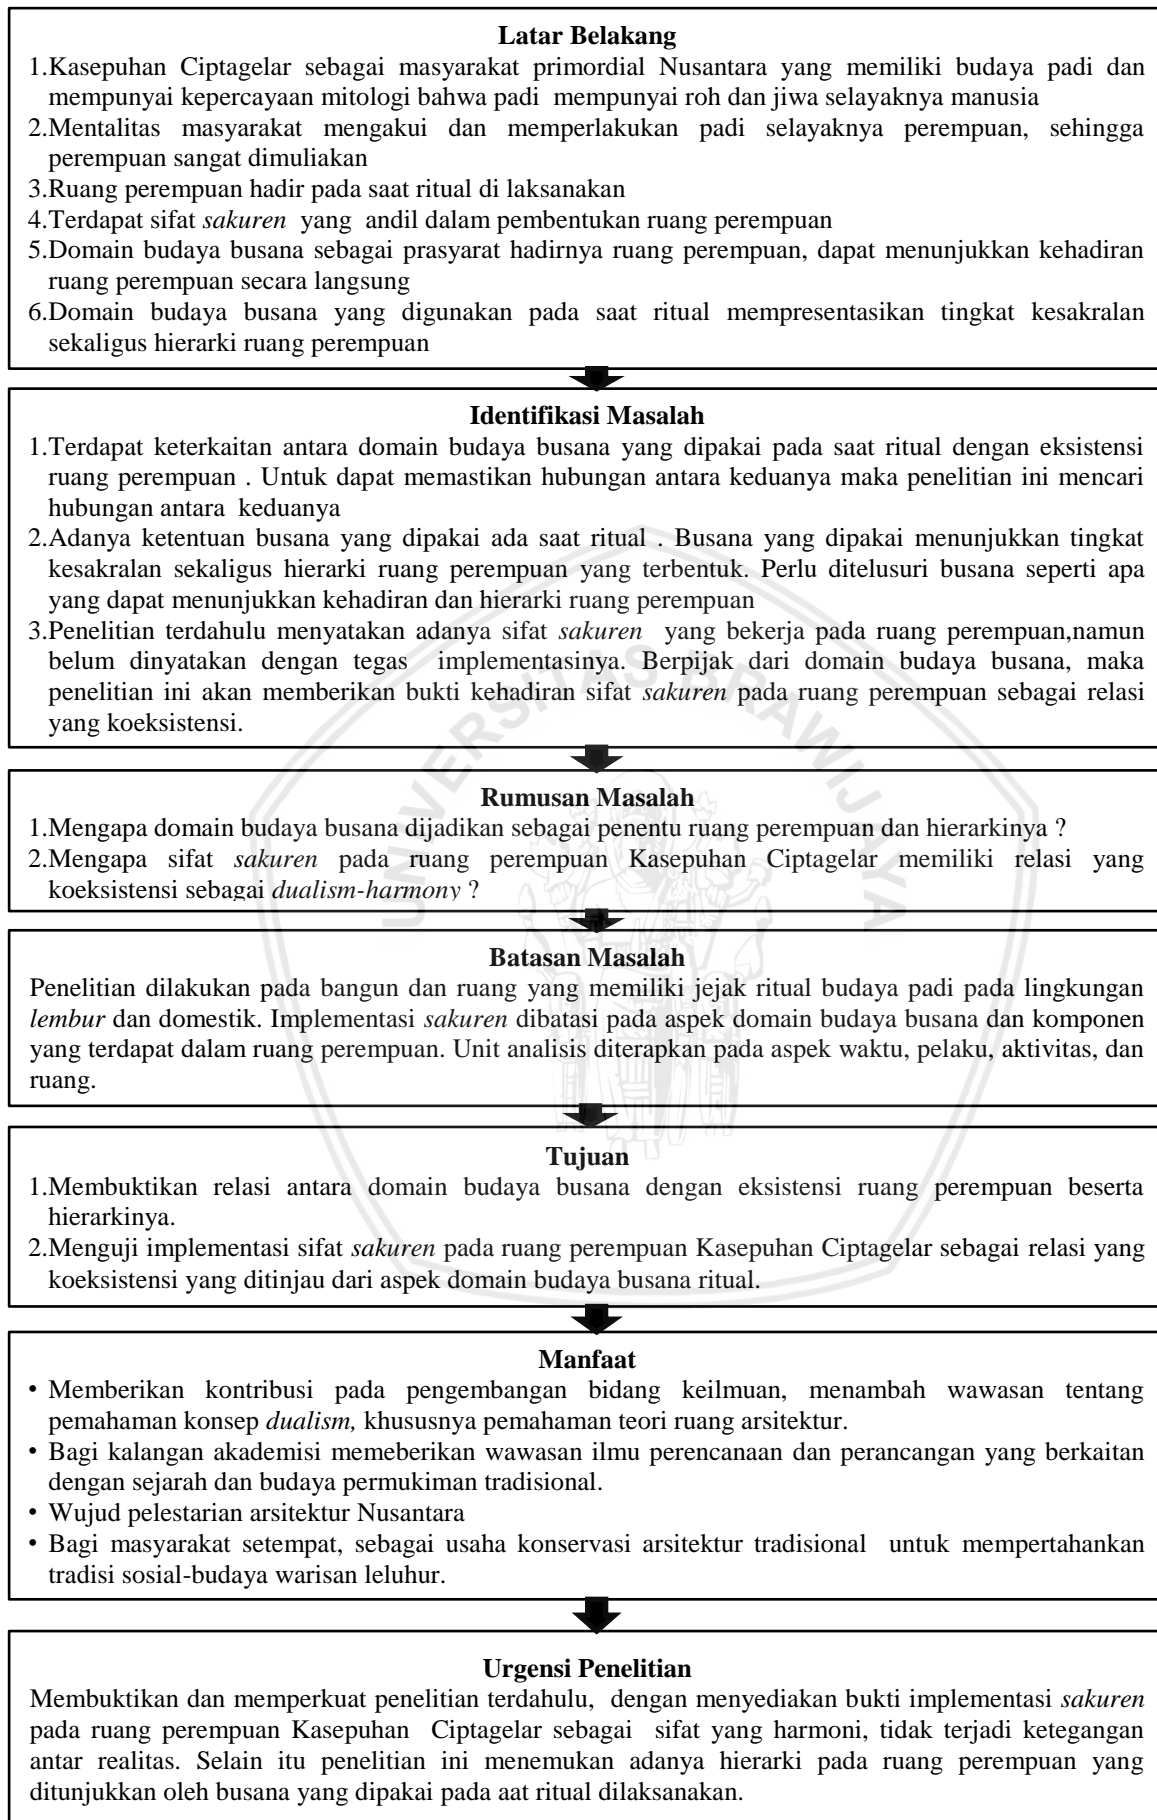 Latar Belakang
1.Kasepuhan Ciptagelar sebagai masyarakat primordial Nusantara yang memiliki budaya padi dan
mempunyai kepercayaan mitologi bahwa padi mempunyai roh dan jiwa selayaknya manusia
2.Mentalitas masyarakat mengakui dan memperlakukan padi selayaknya perempuan, sehingga
perempuan sangat dimuliakan
3.Ruang perempuan hadir pada saat ritual di laksanakan
4.Terdapat sifat sakuren yang andil dalam pembentukan ruang perempuan
5.Domain budaya busana sebagai prasyarat hadirnya ruang perempuan, dapat menunjukkan kehadiran
ruang perempuan secara langsung
6.Domain budaya busana yang digunakan pada saat ritual mempresentasikan tingkat kesakralan
sekaligus hierarki ruang perempuan
Identifikasi Masalah
1.Terdapat keterkaitan antara domain budaya busana yang dipakai pada saat ritual dengan eksistensi
ruang perempuan . Untuk dapat memastikan hubungan antara keduanya maka penelitian ini mencari
hubungan antara keduanya
2.Adanya ketentuan busana yang dipakai ada saat ritual . Busana yang dipakai menunjukkan tingkat
kesakralan sekaligus hierarki ruang perempuan yang terbentuk. Perlu ditelusuri busana seperti apa
yang dapat menunjukkan kehadiran dan hierarki ruang perempuan
3.Penelitian terdahulu menyatakan adanya sifat sakuren yang bekerja pada ruang perempuan,namun
belum dinyatakan dengan tegas implementasinya. Berpijak dari domain budaya busana, maka
penelitian ini akan memberikan bukti kehadiran sifat sakuren pada ruang perempuan sebagai relasi
yang koeksistensi.
Rumusan Masalah
1.Mengapa domain budaya busana dijadikan sebagai penentu ruang perempuan dan hierarkinya ?
2.Mengapa sifat sakuren pada ruang perempuan Kasepuhan Ciptagelar memiliki relasi yang
koeksistensi sebagai dualism-harmony ?
Batasan Masalah
Penelitian dilakukan pada bangun dan ruang yang memiliki jejak ritual budaya padi pada lingkungan
lembur dan domestik. Implementasi sakuren dibatasi pada aspek domain budaya busana dan komponen
yang terdapat dalam ruang perempuan. Unit analisis diterapkan pada aspek waktu, pelaku, aktivitas, dan
ruang.
Tujuan
1.Membuktikan relasi antara domain budaya busana dengan eksistensi ruang perempuan beserta
hierarkinya.
2.Menguji implementasi sifat sakuren pada ruang perempuan Kasepuhan Ciptagelar sebagai relasi yang
koeksistensi yang ditinjau dari aspek domain budaya busana ritual.
Manfaat
• Memberikan kontribusi pada pengembangan bidang keilmuan, menambah wawasan tentang
pemahaman konsep dualism, khususnya pemahaman teori ruang arsitektur.
• Bagi kalangan akademisi memeberikan wawasan ilmu perencanaan dan perancangan yang berkaitan
dengan sejarah dan budaya permukiman tradisional.
• Wujud pelestarian arsitektur Nusantara
• Bagi masyarakat setempat, sebagai usaha konservasi arsitektur tradisional untuk mempertahankan
tradisi sosial-budaya warisan leluhur.
Urgensi Penelitian
Membuktikan dan memperkuat penelitian terdahulu, dengan menyediakan bukti implementasi sakuren
pada ruang perempuan Kasepuhan Ciptagelar sebagai sifat yang harmoni, tidak terjadi ketegangan
antar realitas. Selain itu penelitian ini menemukan adanya hierarki pada ruang perempuan yang
ditunjukkan oleh busana yang dipakai pada aat ritual dilaksanakan.
UNIVERSITAS BRAWIJAYA